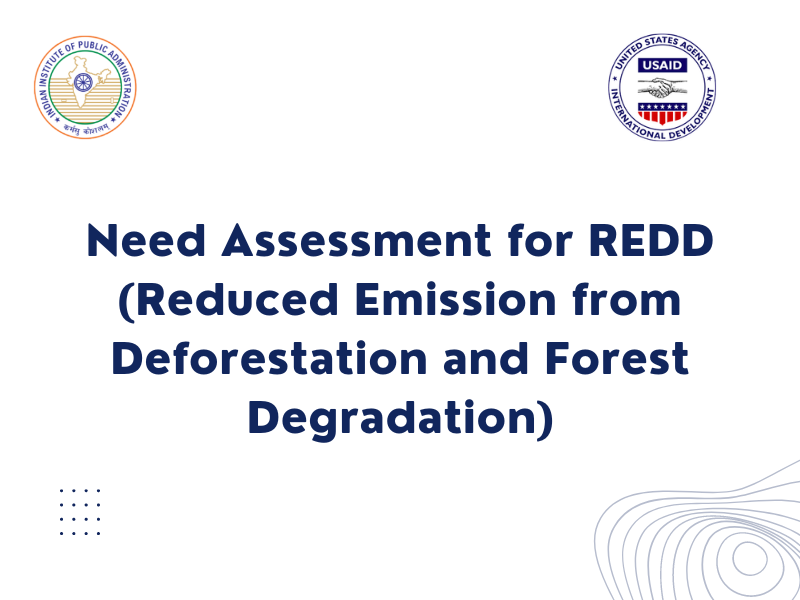 INDIAN INSTITUTE OF PUBLIC ADMINISTRATION
कर्मसु कौशलम्
UNITED STATES AGENCY
USAID
INTERNATIONAL DEVELOPMENT
Need Assessment for REDD
(Reduced Emission from
Deforestation and Forest
Degradation)